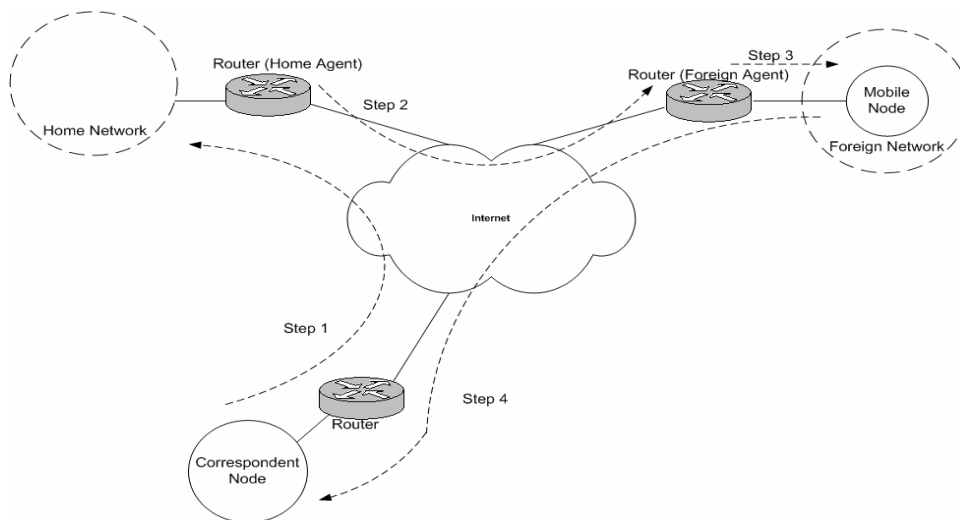 Router (Home Agent)
Step 2
Home Network
Step 3
Router (Foreign Agent)
Mobile
Node
Foreign Network
Internet
Step 1
Step 4
Router
Correspondent
Node